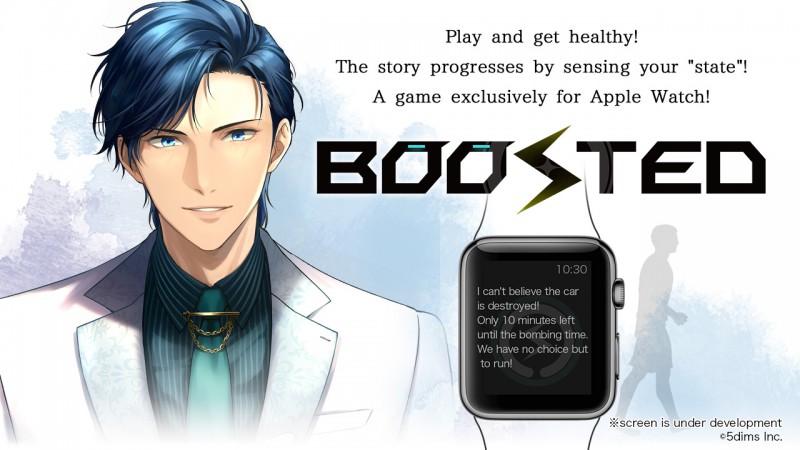 Play and get healthy!
The story progresses by sensing your "state"!
A game exclusively for Apple Watch!
BOOSTED
10:30
I can't believe the car
is destroyed!
Only 10 minutes left
until the bombing time.
We have no choice but
to run!
※screen is under development
©5dims Inc.